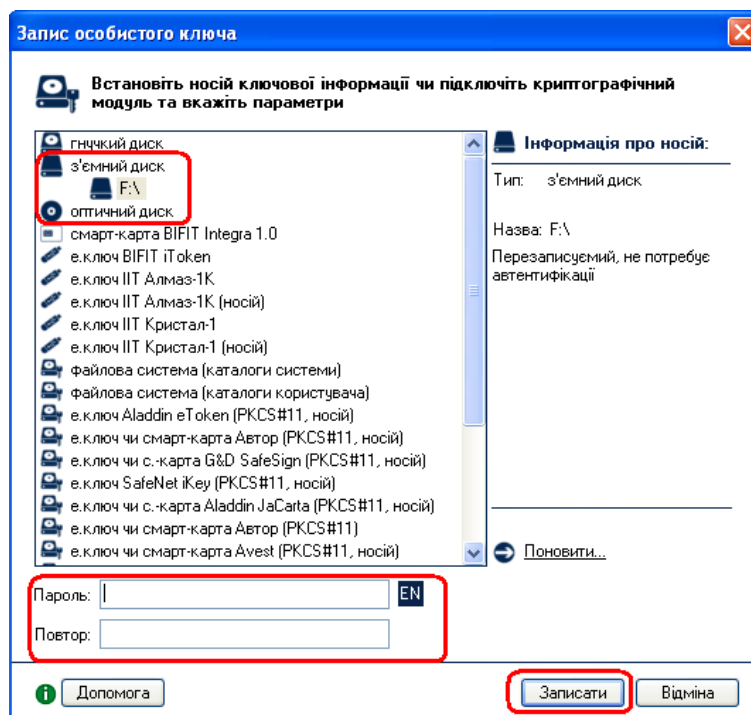 Запис особистого ключа
Встановіть носій ключової інформації чи підключіть криптографічний
модуль та вкажіть параметри
гнучкий диск
з'ємний диск
F:\
оптичний диск
смарт-карта BIFIT Integra 1.0
е.ключ BIFIT iToken
е.ключ ІІТ Алмаз-1К
е.ключ ІІТ Алмаз-1К (носій)
е.ключ ІІТ Кристал-1
е.ключ ІІТ Кристал-1 (носій)
файлова система (каталоги системи)
файлова система (каталоги користувача)
е.ключ Aladdin eToken (PKCS#11, носій)
е.ключ чи смарт-карта Автор (PKCS#11, носій)
е.ключ чи с.-карта G&D SafeSign (PKCS#11, носій)
е.ключ SafeNet iKey (PKCS#11, носій)
е.ключ чи с.-карта Aladdin JaCarta (PKCS#11, носій)
е.ключ чи смарт-карта Автор (PKCS#11)
е.ключ чи смарт-карта Avest (PKCS#11, носій)
Інформація про носій:
Тип: з'ємний диск
Назва: F:\
Перезаписуемий, не потребує
автентифікації
Поновити...
Пароль: EN
Повтор:
Допомога
Записати
Відміна